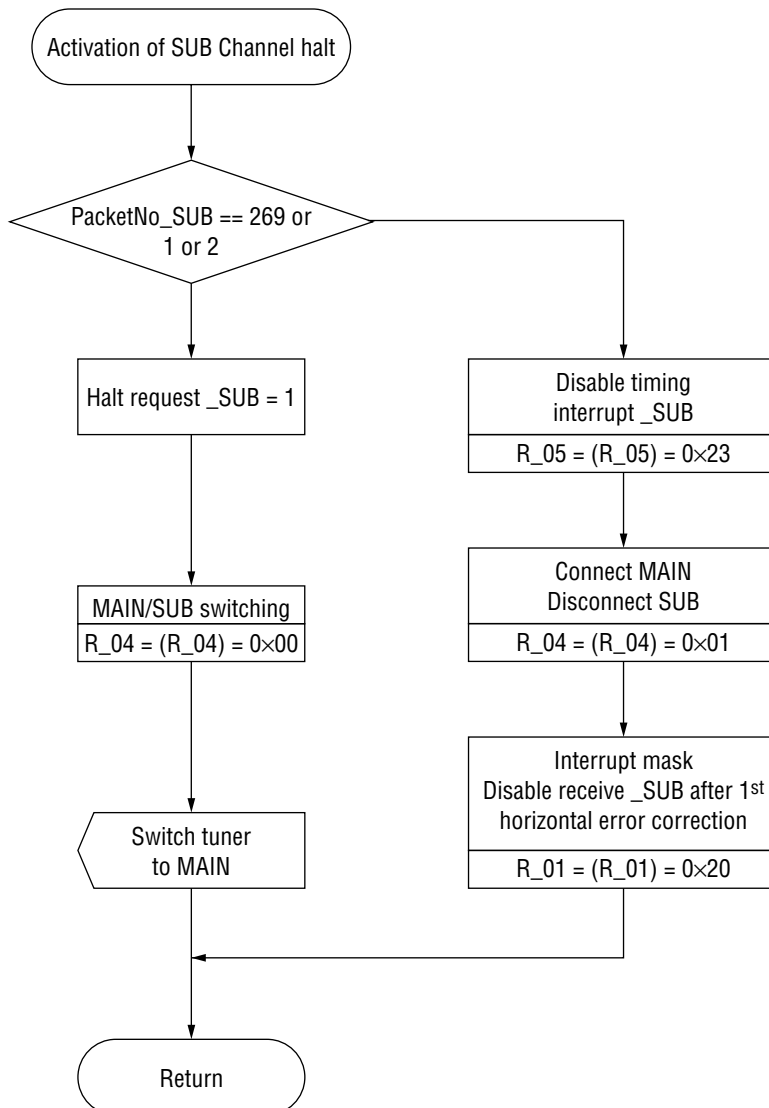 Activation of SUB Channel halt
PacketNo_SUB == 269 or
1 or 2
Halt request _SUB = 1
MAIN/SUB switching
R_04 = (R_04) = 0×00
Switch tuner
to MAIN
Disable timing
interrupt _SUB
R_05 = (R_05) = 0×23
Connect MAIN
Disconnect SUB
R_04 = (R_04) = 0×01
Interrupt mask
Disable receive _SUB after 1st
horizontal error correction
R_01 = (R_01) = 0×20
Return